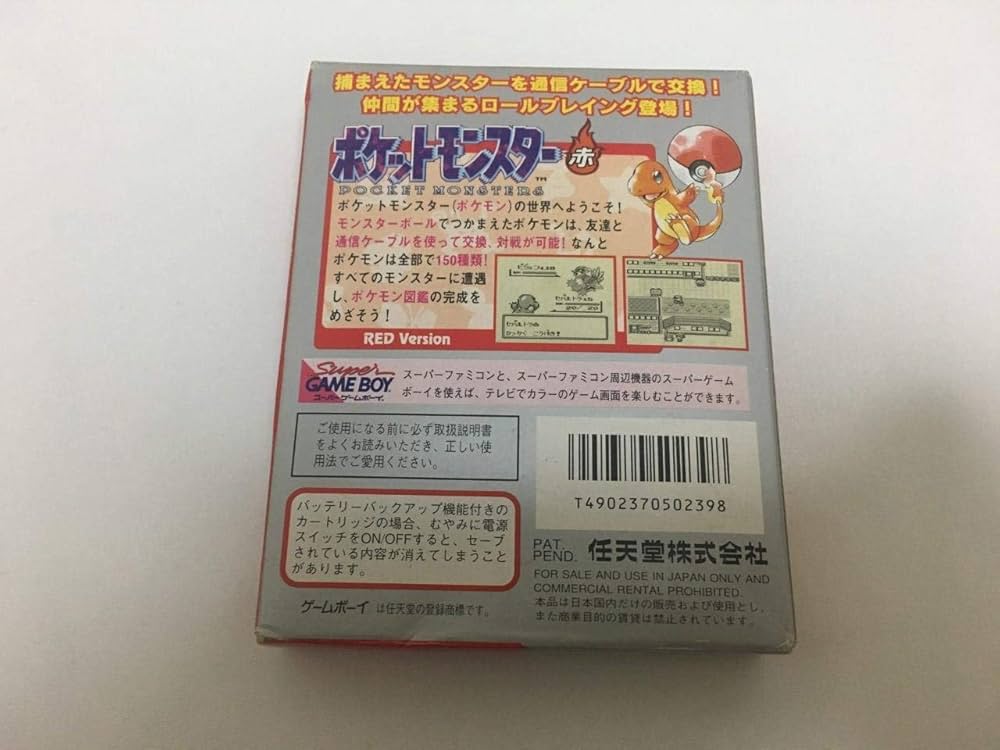 捕まえたモンスターを通信ケーブルで交換!
仲間が集まるロールプレイング登場!
ポケットモンスター 赤
TM
POCKET MONSTERS
ポケットモンスター(ポケモン)の世界へようこそ!
モンスターボールでつかまえたポケモンは、友達と
通信ケーブルを使って交換、対戦が可能!なんと
ポケモンは全部で150種類!
すべてのモンスターに遭遇
し、ポケモン図鑑の完成を
めざそう!
RED Version
20/ 20
Super
GAME BOY
スーパーゲームボーイ
スーパーファミコンと、スーパーファミコン周辺機器のスーパーゲーム
ボーイを使えば、テレビでカラーのゲーム画面を楽しむことができます。
ご使用になる前に必ず取扱説明書
をよくお読みいただき、正しい使
用法でご愛用ください。
T4902370502398
バッテリーバックアップ機能付きの
カートリッジの場合、むやみに電源
スイッチをON/OFFすると、セーブ
されている内容が消えてしまうこと
があります。
PAT.
PEND. 任天堂株式会社
FOR SALE AND USE IN JAPAN ONLY AND
COMMERCIAL RENTAL PROHIBITED.
本品は日本国内だけの販売および使用とし、
また商業目的の賃貸は禁止されています。
ゲームボーイ は任天堂の登録商標です。